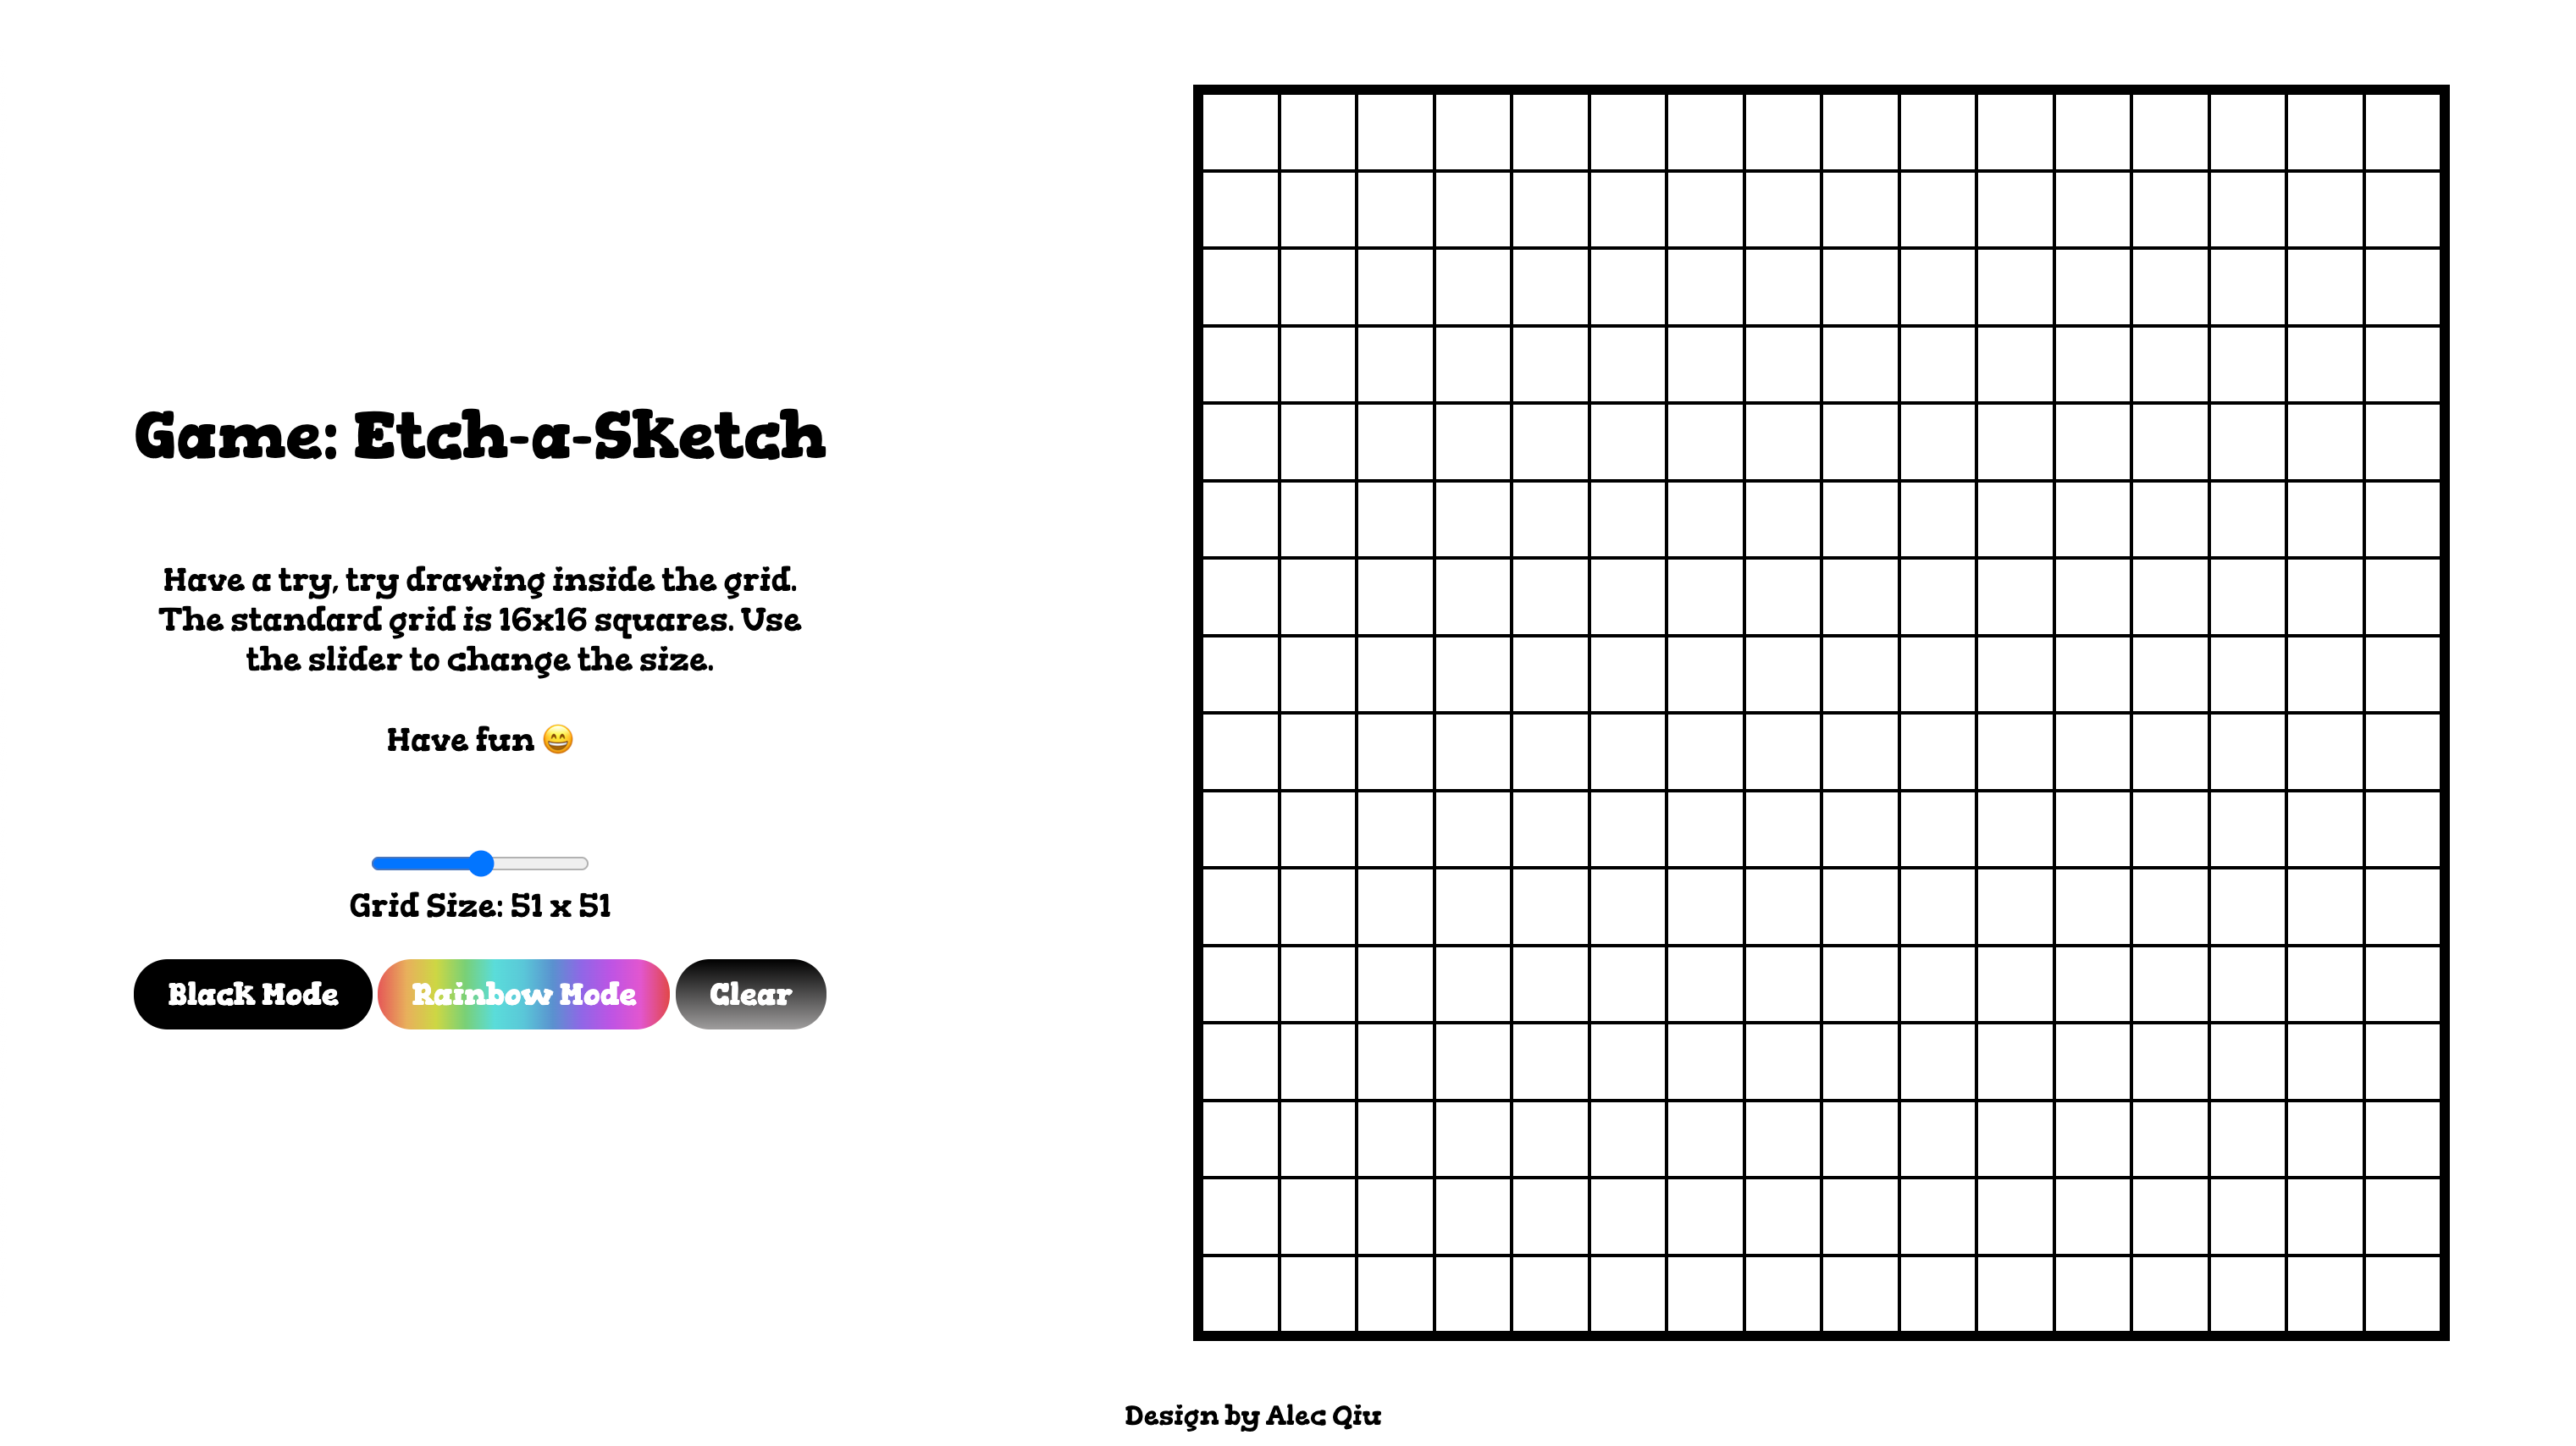 Game: Etch-a-Sketch
Have a try, try drawing inside the grid.
The standard grid is 16x16 squares. Use
the slider to change the size.
Have fun 😄
Grid Size: 51 x 51
Black Mode
Rainbow Mode
Clear
Design by Alec Qiu